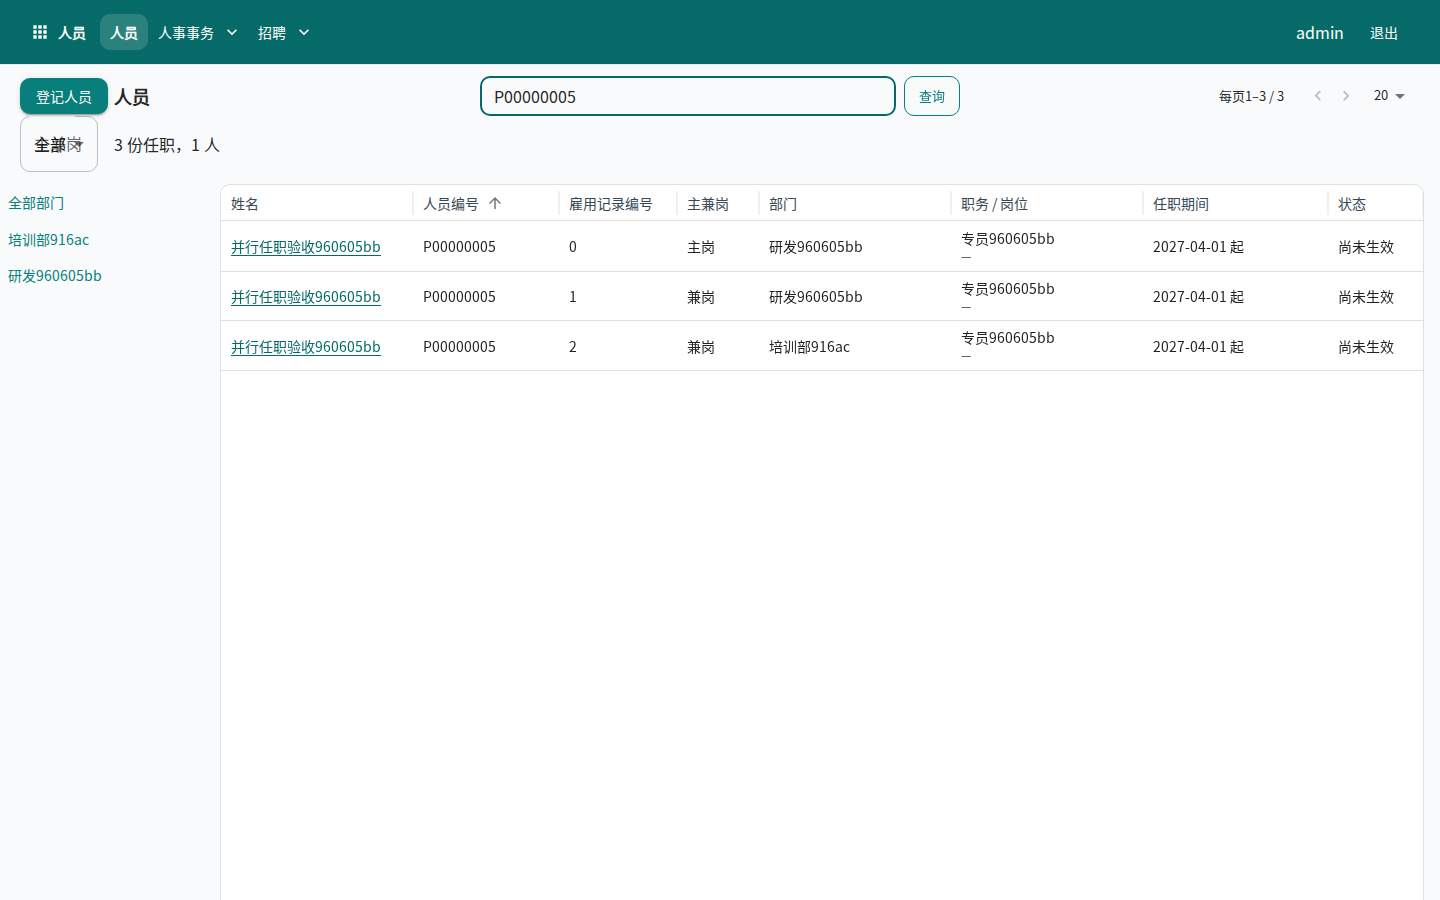 人员 人员 人事事务 招聘 admin 退出
登记人员 人员 P00000005 查询 每页1–3 / 3 20
全部 3 份任职，1 人
全部部门
培训部916ac
研发960605bb
姓名 人员编号 雇用记录编号 主兼岗 部门 职务 / 岗位 任职期间 状态
并行任职验收960605bb P00000005 0 主岗 研发960605bb 专员960605bb 2027-04-01 起 尚未生效
—
并行任职验收960605bb P00000005 1 兼岗 研发960605bb 专员960605bb 2027-04-01 起 尚未生效
—
并行任职验收960605bb P00000005 2 兼岗 培训部916ac 专员960605bb 2027-04-01 起 尚未生效
—